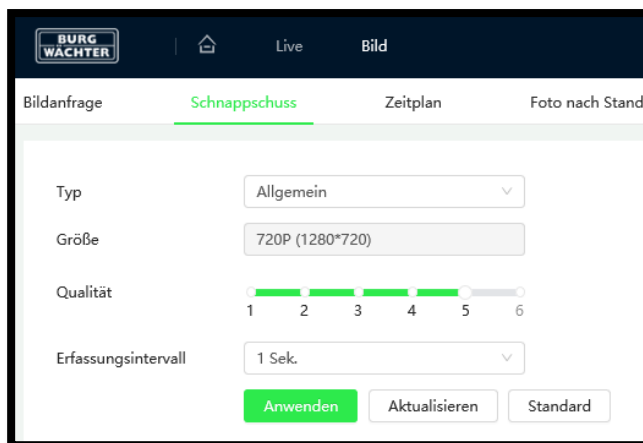 BURG
WÄCHTER
Live Bild
Bildanfrage Schnappschuss Zeitplan Foto nach Stand
Typ Allgemein
Größe 720P (1280*720)
Qualität
1 2 3 4 5 6
Erfassungsintervall 1 Sek.
Anwenden Aktualisieren Standard